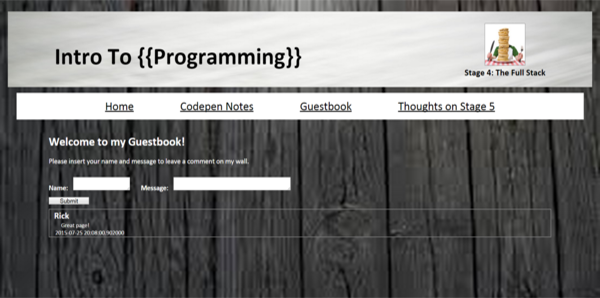 Intro To {{Programming}}
Stage 4: The Full Stack
Home Codepen Notes Guestbook Thoughts on Stage 5
Welcome to my Guestbook!
Please insert your name and message to leave a comment on my wall.
Name: Message:
Submit
Rick
Great page!
2015-07-25 20:08:00.902000